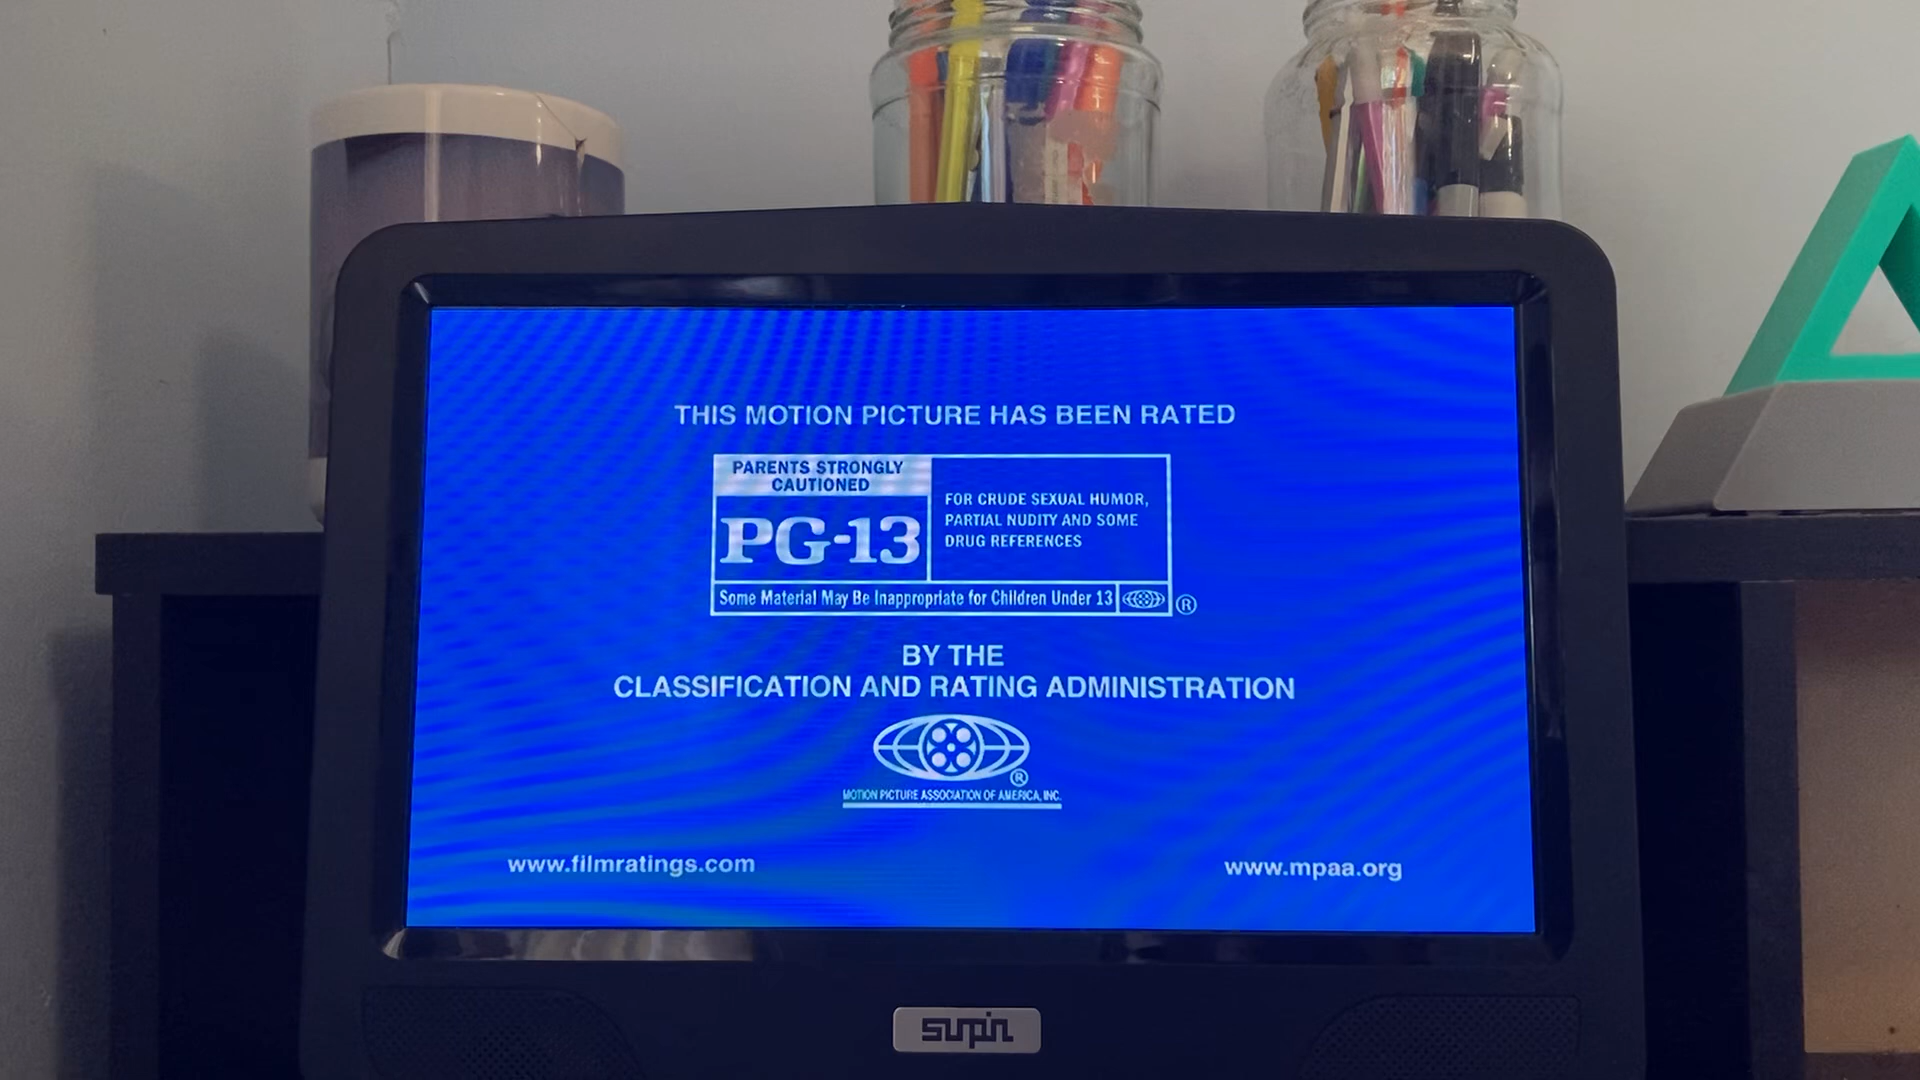 THIS MOTION PICTURE HAS BEEN RATED
PARENTS STRONGLY
CAUTIONED
PG-13
FOR CRUDE SEXUAL HUMOR,
PARTIAL NUDITY AND SOME
DRUG REFERENCES
Some Material May Be Inappropriate for Children Under 13
®
BY THE
CLASSIFICATION AND RATING ADMINISTRATION
®
MOTION PICTURE ASSOCIATION OF AMERICA, INC.
www.filmratings.com
www.mpaa.org
supin